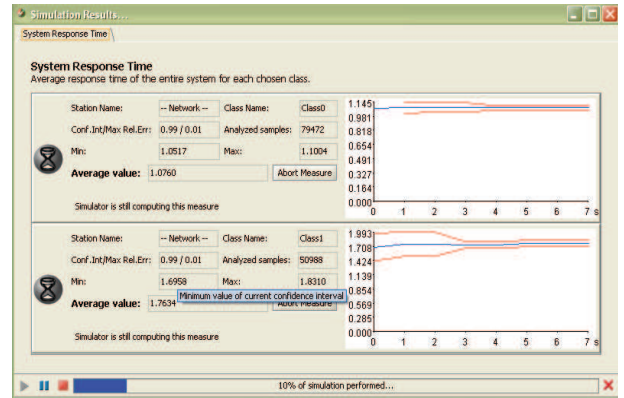 Simulation Results...
System Response Time
System Response Time
Average response time of the entire system for each chosen class.
Station Name: -- Network -- Class Name: Class0
Conf.Int/Max Rel.Err: 0.99 / 0.01 Analyzed samples: 79472
Min: 1.0517 Max: 1.1004
Average value: 1.0760 Abort Measure
Simulator is still computing this measure
1.145
0.981
0.818
0.654
0.491
0.327
0.164
0.000
0 1 2 3 4 5 6 7 s
Station Name: -- Network -- Class Name: Class1
Conf.Int/Max Rel.Err: 0.99 / 0.01 Analyzed samples: 50988
Min: 1.6958 Max: 1.8310
Minimum value of current confidence interval
Average value: 1.7634 Abort Measure
Simulator is still computing this measure
1.993
1.708
1.424
1.139
0.854
0.569
0.285
0.000
0 1 2 3 4 5 6 7 s
10% of simulation performed...